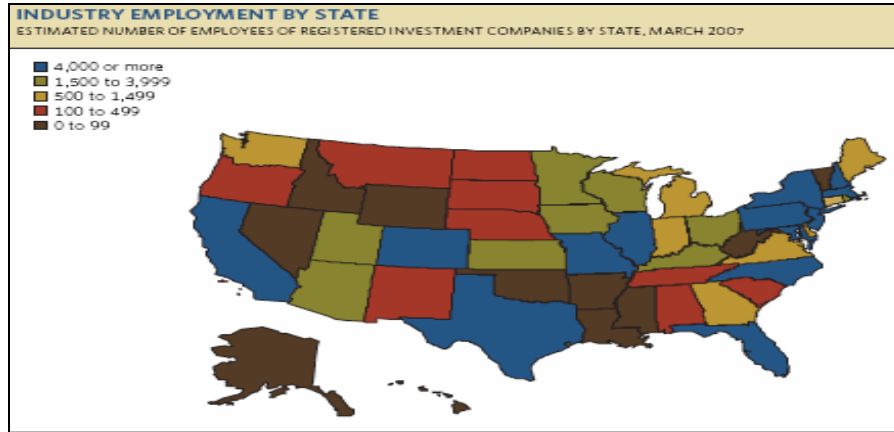 INDUSTRY EMPLOYMENT BY STATE
ESTIMATED NUMBER OF EMPLOYEES OF REGISTERED INVESTMENT COMPANIES BY STATE, MARCH 2007
4,000 or more
1,500 to 3,999
500 to 1,499
100 to 499
0 to 99